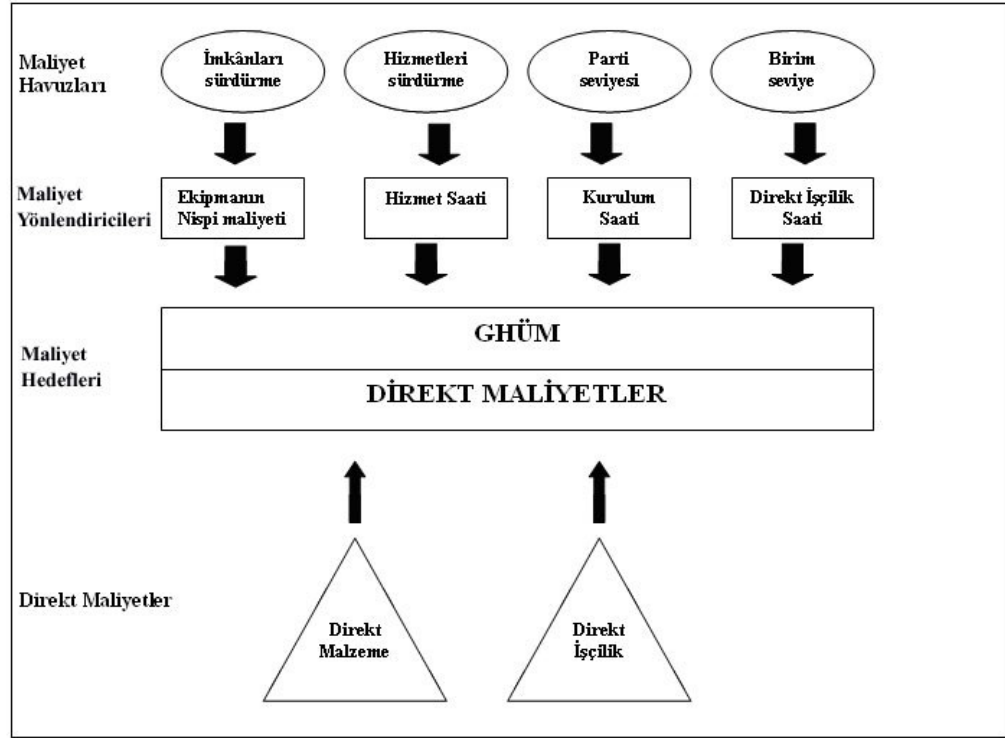 Maliyet
Havuzları
İmkânları
sürdürme
Hizmetleri
sürdürme
Parti
seviyesi
Birim
seviye
Maliyet
Yönlendiricileri
Ekipmanın
Nispi maliyeti
Hizmet Saati
Kurulum
Saati
Direkt İşçilik
Saati
Maliyet
Hedefleri
GHÜM
DİREKT MALİYETLER
Direkt Maliyetler
Direkt
Malzeme
Direkt
İşçilik